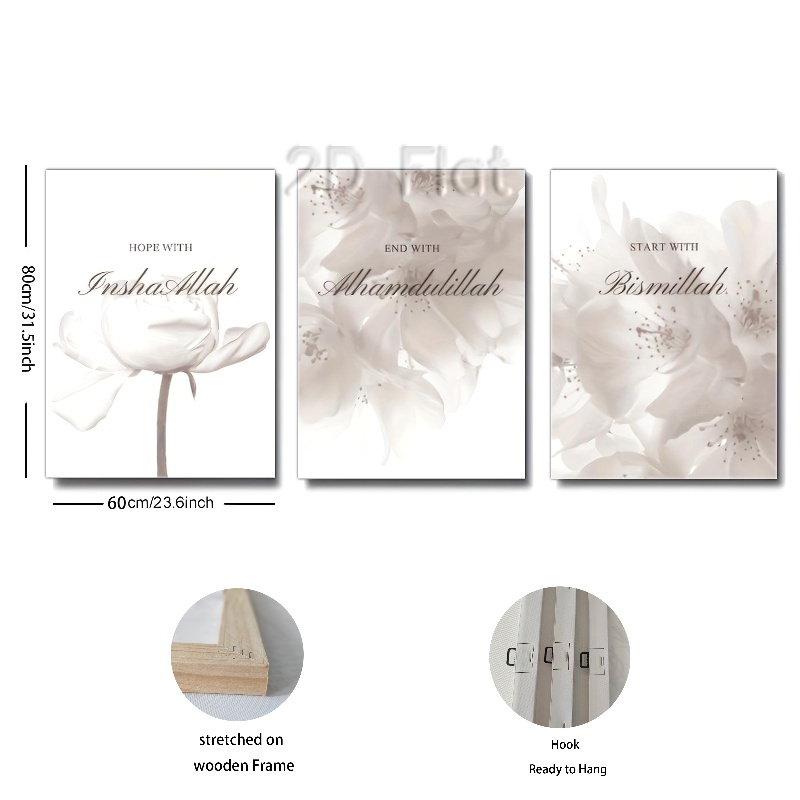 2D Flat
HOPE WITH
InshaAllah
END WITH
Alhamdulillah
START WITH
Bismillah
80cm/31.5inch
60cm/23.6inch
stretched on
wooden Frame
Hook
Ready to Hang